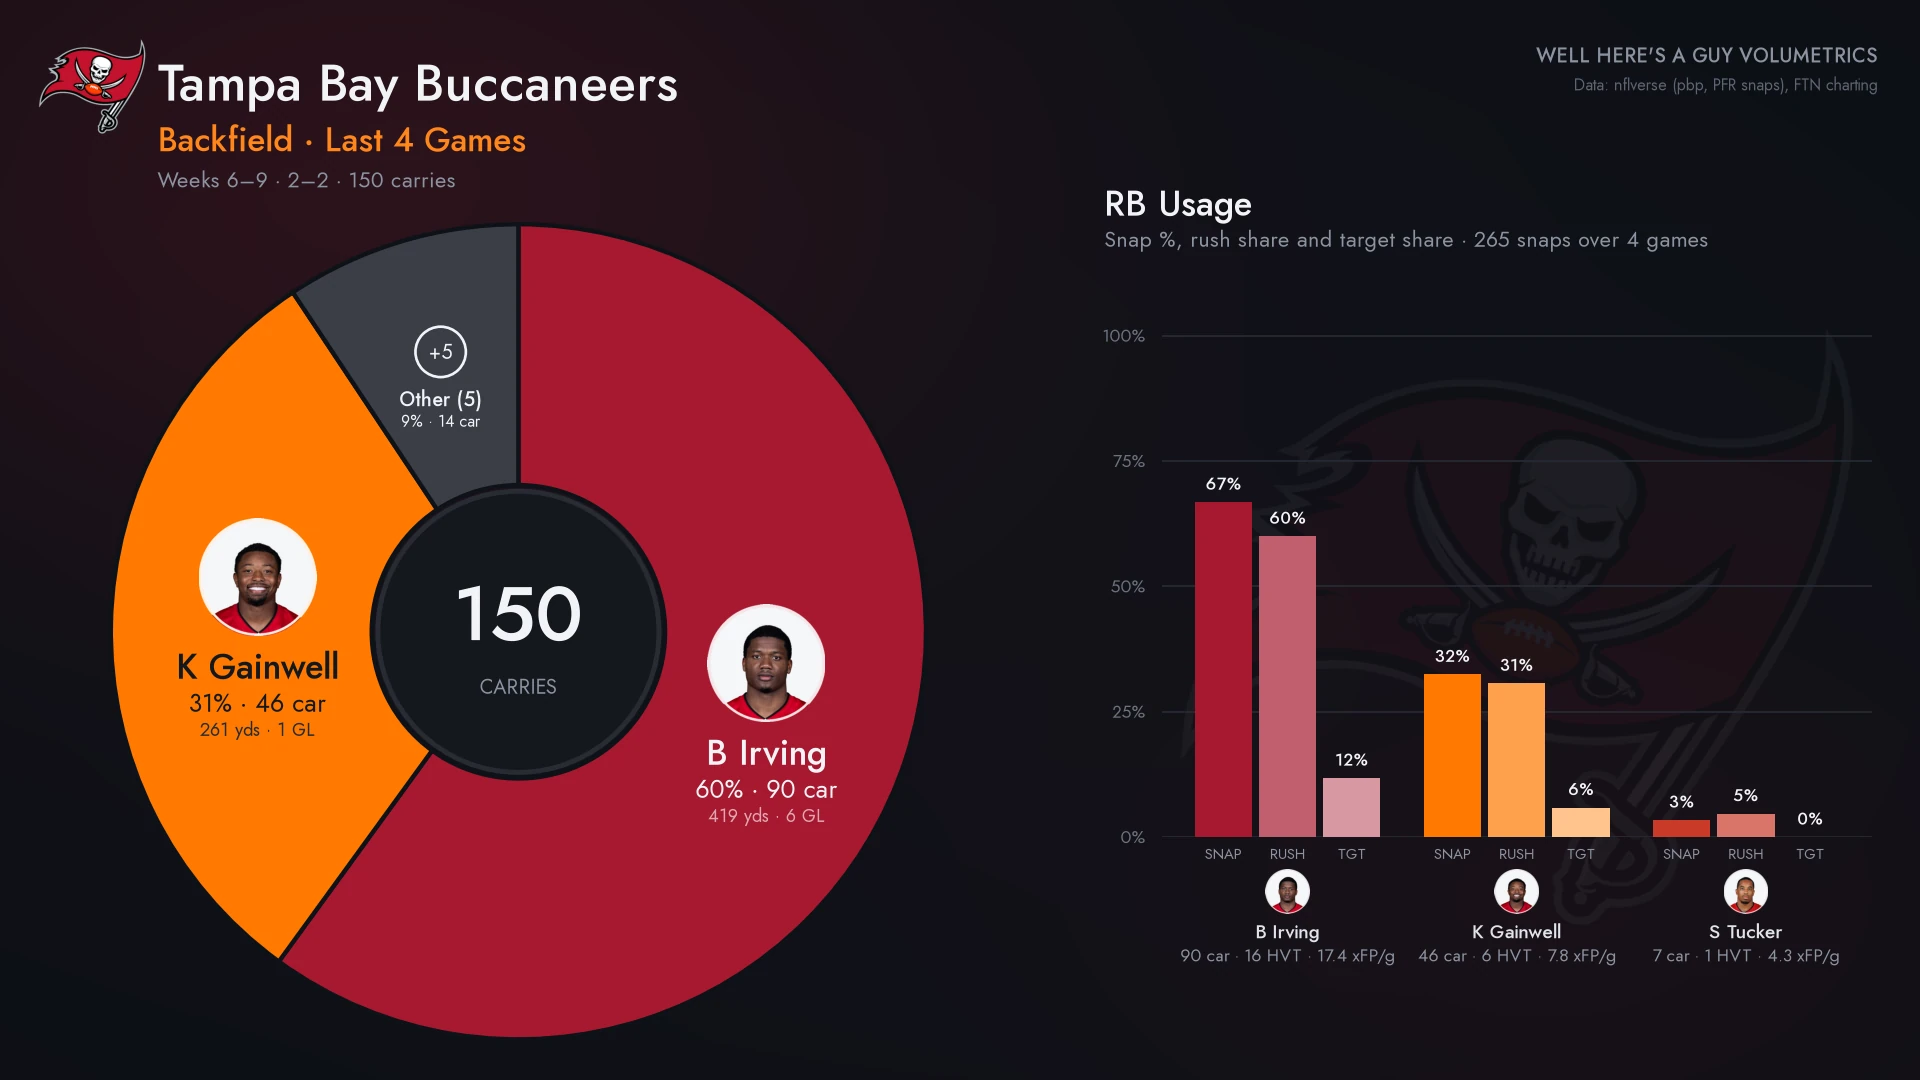 Tampa Bay Buccaneers
Backfield · Last 4 Games
Weeks 6–9 · 2–2 · 150 carries
WELL HERE'S A GUY VOLUMETRICS
Data: nflverse (pbp, PFR snaps), FTN charting
+5
Other (5)
9% · 14 car
K Gainwell
31% · 46 car
261 yds · 1 GL
150
CARRIES
B Irving
60% · 90 car
419 yds · 6 GL
RB Usage
Snap %, rush share and target share · 265 snaps over 4 games
100%
75%
50%
25%
0%
67%
60%
12%
32%
31%
6%
3%
5%
0%
SNAP RUSH TGT SNAP RUSH TGT SNAP RUSH TGT
B Irving
90 car · 16 HVT · 17.4 xFP/g
K Gainwell
46 car · 6 HVT · 7.8 xFP/g
S Tucker
7 car · 1 HVT · 4.3 xFP/g